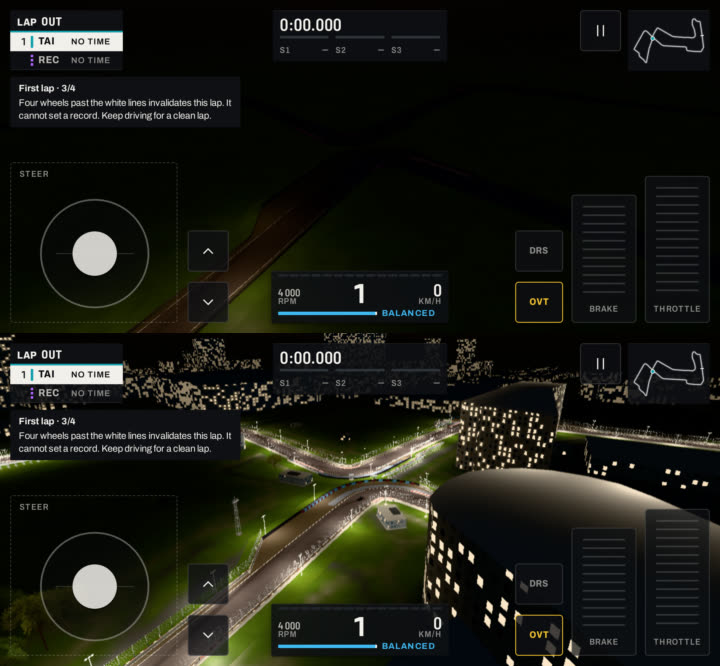 LAP OUT
1 TAI NO TIME
REC NO TIME
0:00.000
S1 – S2 – S3 –
First lap · 3/4
Four wheels past the white lines invalidates this lap. It
cannot set a record. Keep driving for a clean lap.
STEER
DRS
OVT
BRAKE
THROTTLE
4 000
RPM
1
0
KM/H
BALANCED
LAP OUT
1 TAI NO TIME
REC NO TIME
0:00.000
S1 – S2 – S3 –
First lap · 3/4
Four wheels past the white lines invalidates this lap. It
cannot set a record. Keep driving for a clean lap.
STEER
DRS
OVT
BRAKE
THROTTLE
4 000
RPM
1
0
KM/H
BALANCED